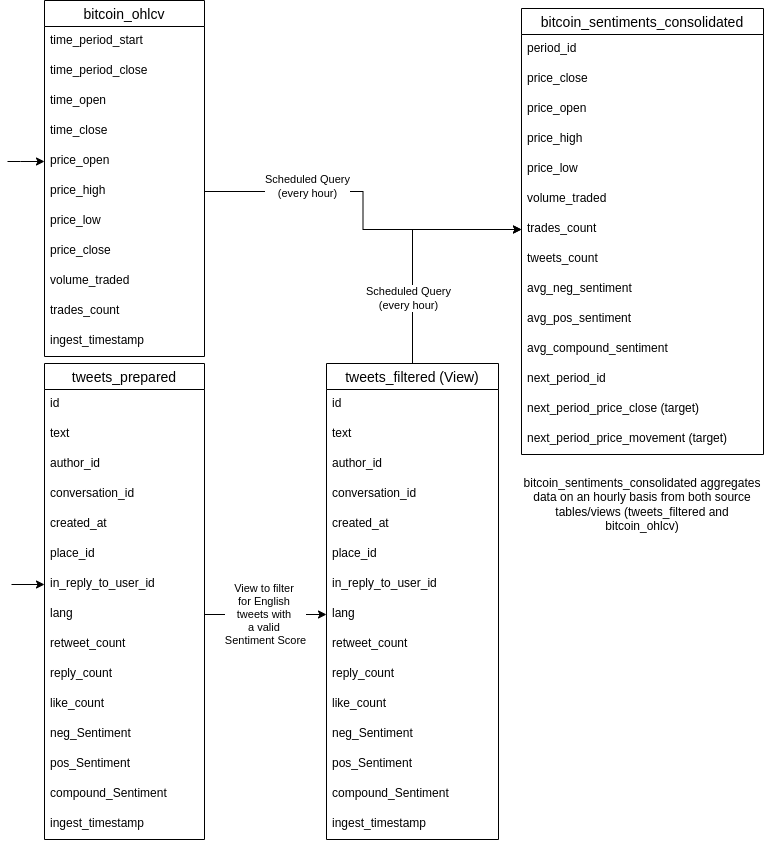 bitcoin_ohlcv
time_period_start
time_period_close
time_open
time_close
price_open
price_high
price_low
price_close
volume_traded
trades_count
ingest_timestamp
Scheduled Query
(every hour)
bitcoin_sentiments_consolidated
period_id
price_close
price_open
price_high
price_low
volume_traded
trades_count
tweets_count
avg_neg_sentiment
avg_pos_sentiment
avg_compound_sentiment
next_period_id
next_period_price_close (target)
next_period_price_movement (target)
Scheduled Query
(every hour)
bitcoin_sentiments_consolidated aggregates
data on an hourly basis from both source
tables/views (tweets_filtered and
bitcoin_ohlcv)
tweets_prepared
id
text
author_id
conversation_id
created_at
place_id
in_reply_to_user_id
lang
retweet_count
reply_count
like_count
neg_Sentiment
pos_Sentiment
compound_Sentiment
ingest_timestamp
View to filter
for English
tweets with
a valid
Sentiment Score
tweets_filtered (View)
id
text
author_id
conversation_id
created_at
place_id
in_reply_to_user_id
lang
retweet_count
reply_count
like_count
neg_Sentiment
pos_Sentiment
compound_Sentiment
ingest_timestamp